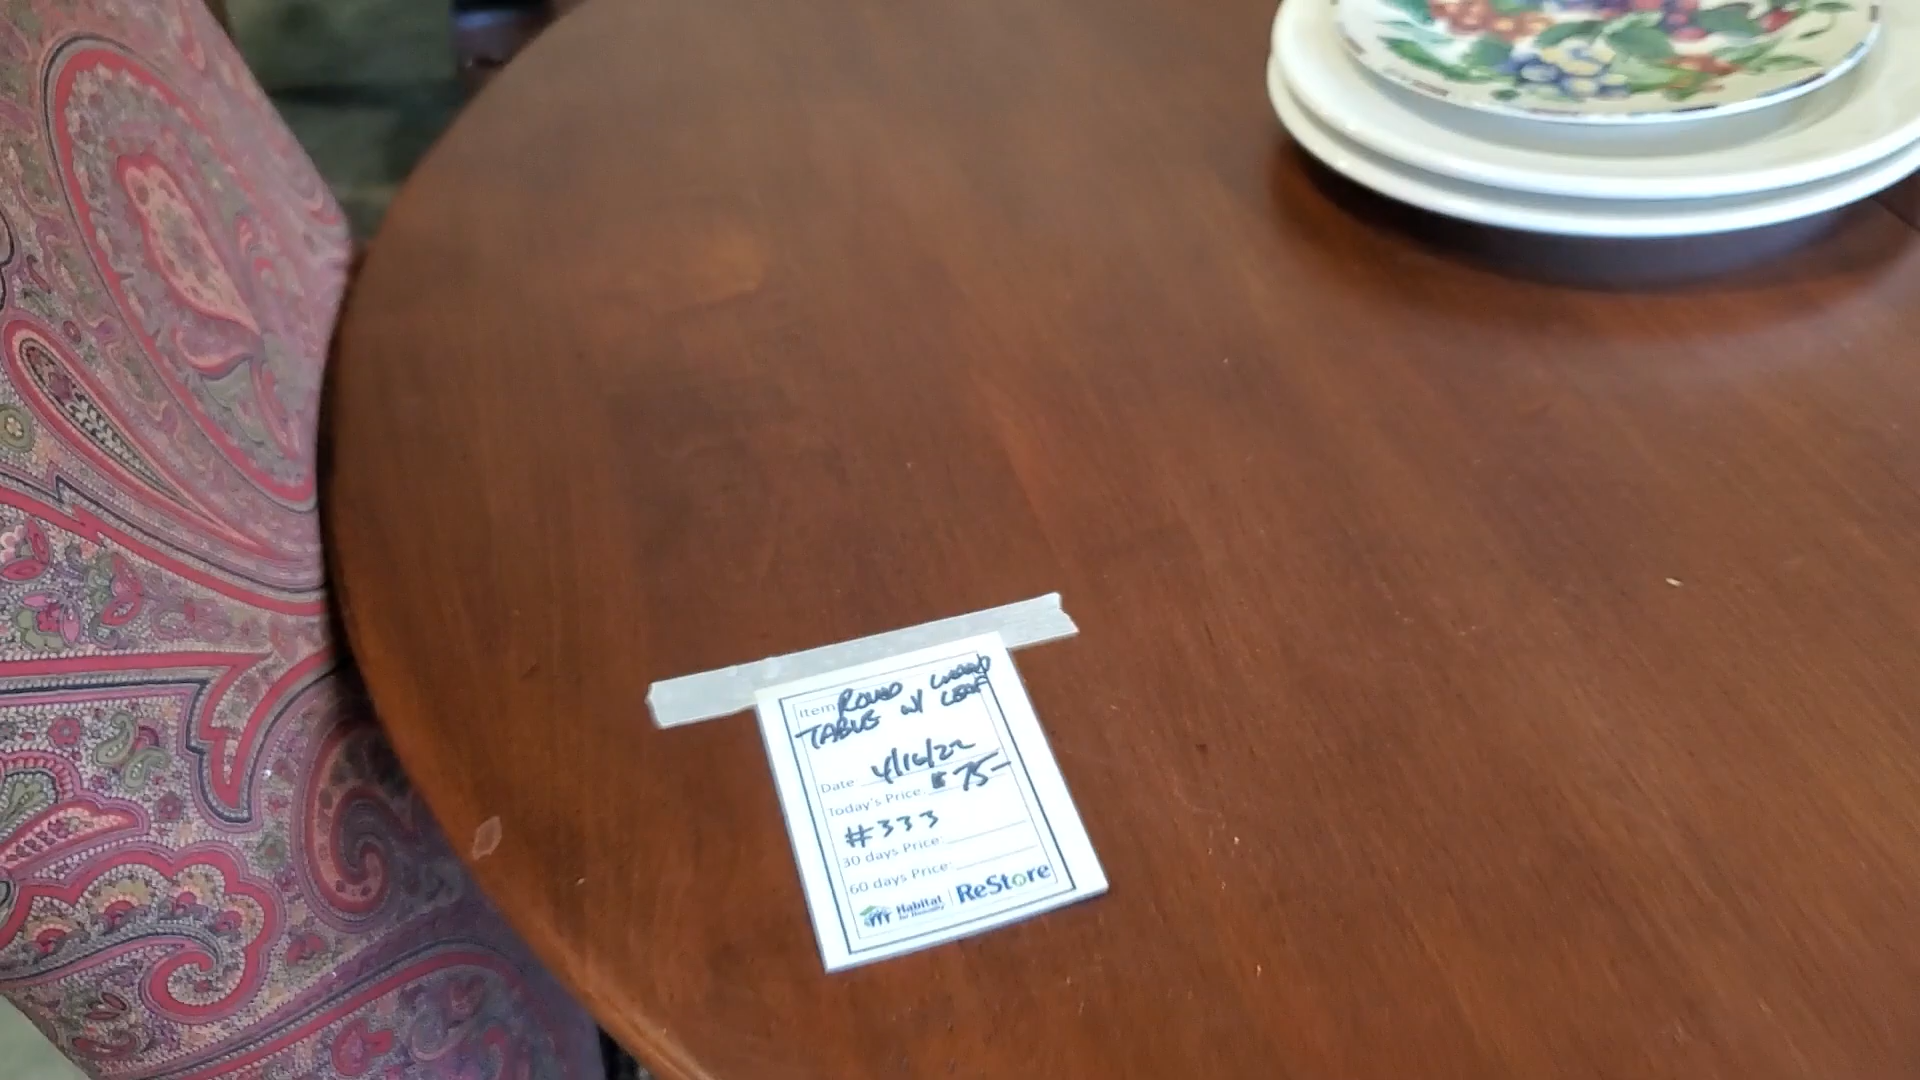 Item ROUND WOOD
TABLE W/ LEAF
Date: 4/16/22
Today's Price: $75-
#333
30 days Price:
60 days Price:
Habitat for Humanity | ReStore